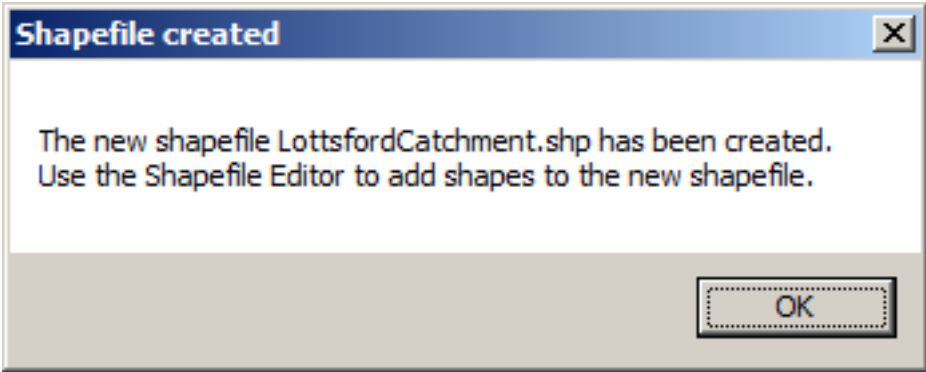 Shapefile created
The new shapefile LottsfordCatchment.shp has been created.
Use the Shapefile Editor to add shapes to the new shapefile.
OK